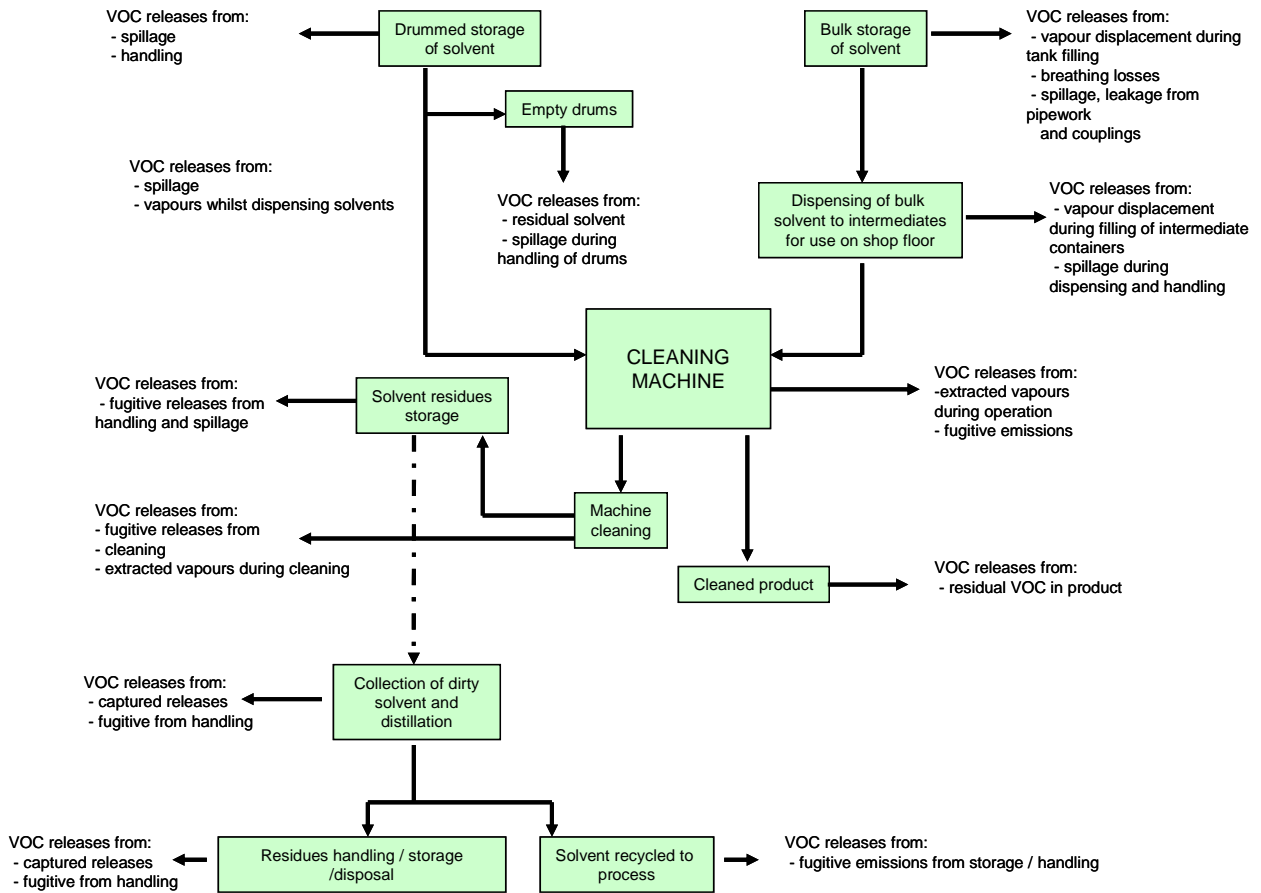 VOC releases from:
- spillage
- handling
Drummed storage
of solvent
Bulk storage
of solvent
VOC releases from:
- vapour displacement during
tank filling
- breathing losses
- spillage, leakage from
pipework
and couplings
Empty drums
VOC releases from:
- spillage
- vapours whilst dispensing solvents
VOC releases from:
- residual solvent
- spillage during
handling of drums
Dispensing of bulk
solvent to intermediates
for use on shop floor
VOC releases from:
- vapour displacement
during filling of intermediate
containers
- spillage during
dispensing and handling
CLEANING
MACHINE
VOC releases from:
- fugitive releases from
handling and spillage
Solvent residues
storage
VOC releases from:
-extracted vapours
during operation
- fugitive emissions
VOC releases from:
- fugitive releases from
- cleaning
- extracted vapours during cleaning
Machine
cleaning
Cleaned product
VOC releases from:
- residual VOC in product
VOC releases from:
- captured releases
- fugitive from handling
Collection of dirty
solvent and
distillation
VOC releases from:
- captured releases
- fugitive from handling
Residues handling / storage
/disposal
Solvent recycled to
process
VOC releases from:
- fugitive emissions from storage / handling